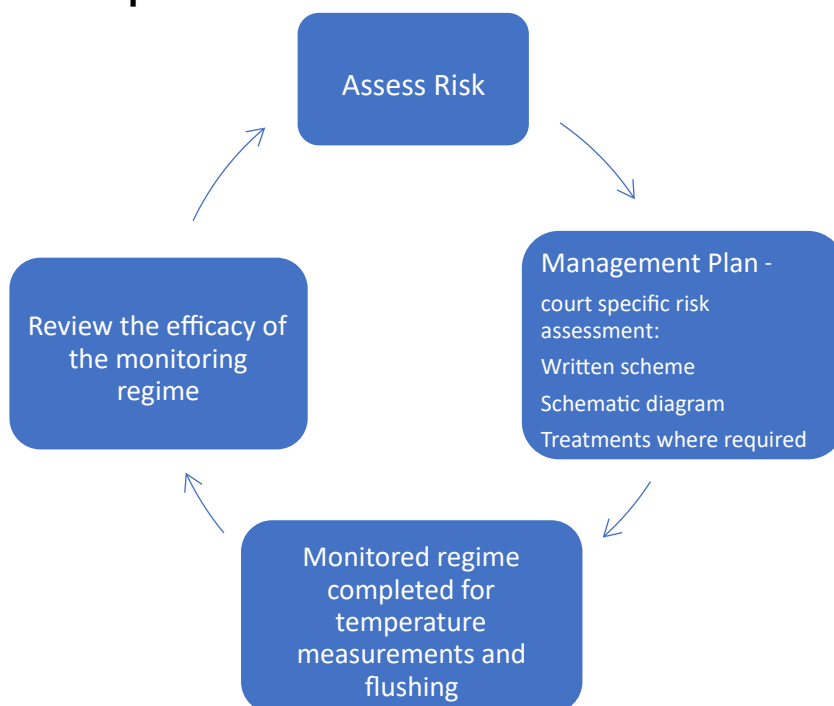 Assess Risk
Management Plan -
court specific risk
assessment:
Written scheme
Schematic diagram
Treatments where required
Monitored regime
completed for
temperature
measurements and
flushing
Review the efficacy of
the monitoring
regime